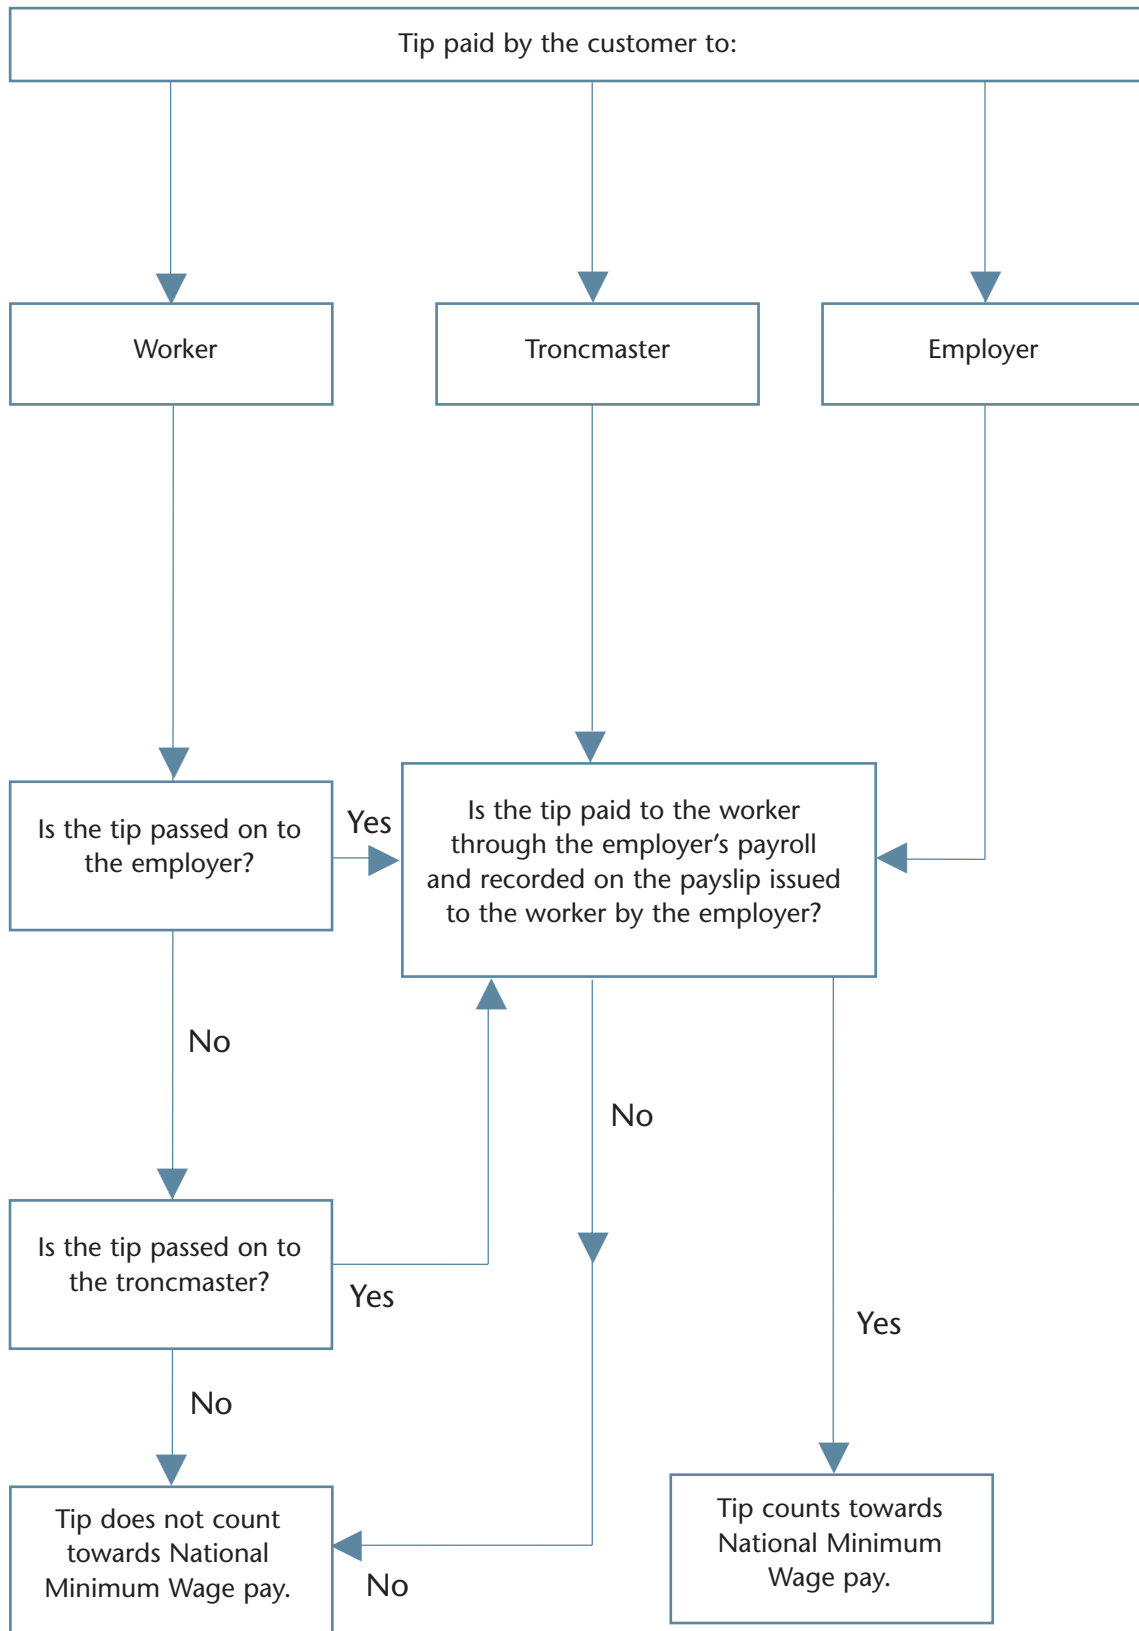 Tip paid by the customer to:
Worker
Troncmaster
Employer
Is the tip passed on to
the employer?
Yes
Is the tip paid to the worker
through the employer’s payroll
and recorded on the payslip issued
to the worker by the employer?
No
No
Is the tip passed on to
the troncmaster?
Yes
Yes
No
Tip does not count
towards National
Minimum Wage pay.
No
Tip counts towards
National Minimum
Wage pay.